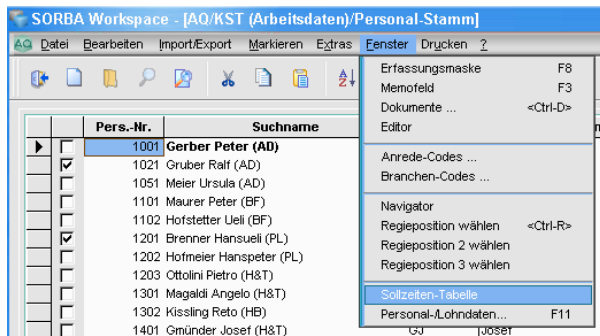 SORBA Workspace - [AQ/KST (Arbeitsdaten)/Personal-Stamm]
AQ Datei Bearbeiten Import/Export Markieren Extras Fenster Drucken ?
Erfassungsmaske F8
Memofeld F3
Dokumente ... <Ctrl-D>
Editor
Anrede-Codes ...
Branchen-Codes ...
Navigator
Regieposition wählen <Ctrl-R>
Regieposition 2 wählen
Regieposition 3 wählen
Sollzeiten-Tabelle
Personal-/Lohndaten... F11
Pers.-Nr. Suchname
1001 Gerber Peter (AD)
1021 Gruber Ralf (AD)
1051 Meier Ursula (AD)
1101 Maurer Peter (BF)
1102 Hofstetter Ueli (BF)
1201 Brenner Hansueli (PL)
1202 Hofmeier Hanspeter (PL)
1203 Ottolini Pietro (H&T)
1301 Magaldi Angelo (H&T)
1302 Kissling Reto (HB)
1401 Gmünder Josef (H&T) GJ Josef